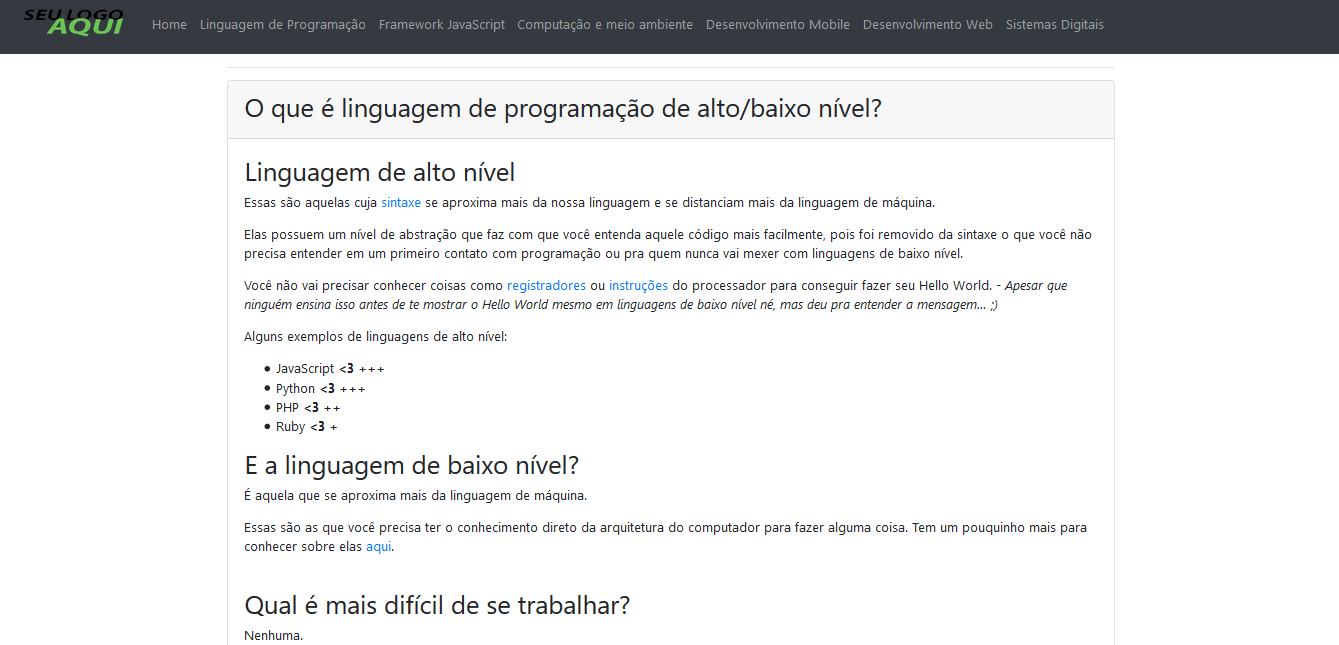 SEU LOGO
AQUI
Home Linguagem de Programação Framework JavaScript Computação e meio ambiente Desenvolvimento Mobile Desenvolvimento Web Sistemas Digitais
O que é linguagem de programação de alto/baixo nível?
Linguagem de alto nível
Essas são aquelas cuja sintaxe se aproxima mais da nossa linguagem e se distanciam mais da linguagem de máquina.
Elas possuem um nível de abstração que faz com que você entenda aquele código mais facilmente, pois foi removido da sintaxe o que você não
precisa entender em um primeiro contato com programação ou pra quem nunca vai mexer com linguagens de baixo nível.
Você não vai precisar conhecer coisas como registradores ou instruções do processador para conseguir fazer seu Hello World. - Apesar que
ninguém ensina isso antes de te mostrar o Hello World mesmo em linguagens de baixo nível né, mas deu pra entender a mensagem... ;)
Alguns exemplos de linguagens de alto nível:
• JavaScript <3 +++
• Python <3 +++
• PHP <3 ++
• Ruby <3 +
E a linguagem de baixo nível?
É aquela que se aproxima mais da linguagem de máquina.
Essas são as que você precisa ter o conhecimento direto da arquitetura do computador para fazer alguma coisa. Tem um pouquinho mais para
conhecer sobre elas aqui.
Qual é mais difícil de se trabalhar?
Nenhuma.